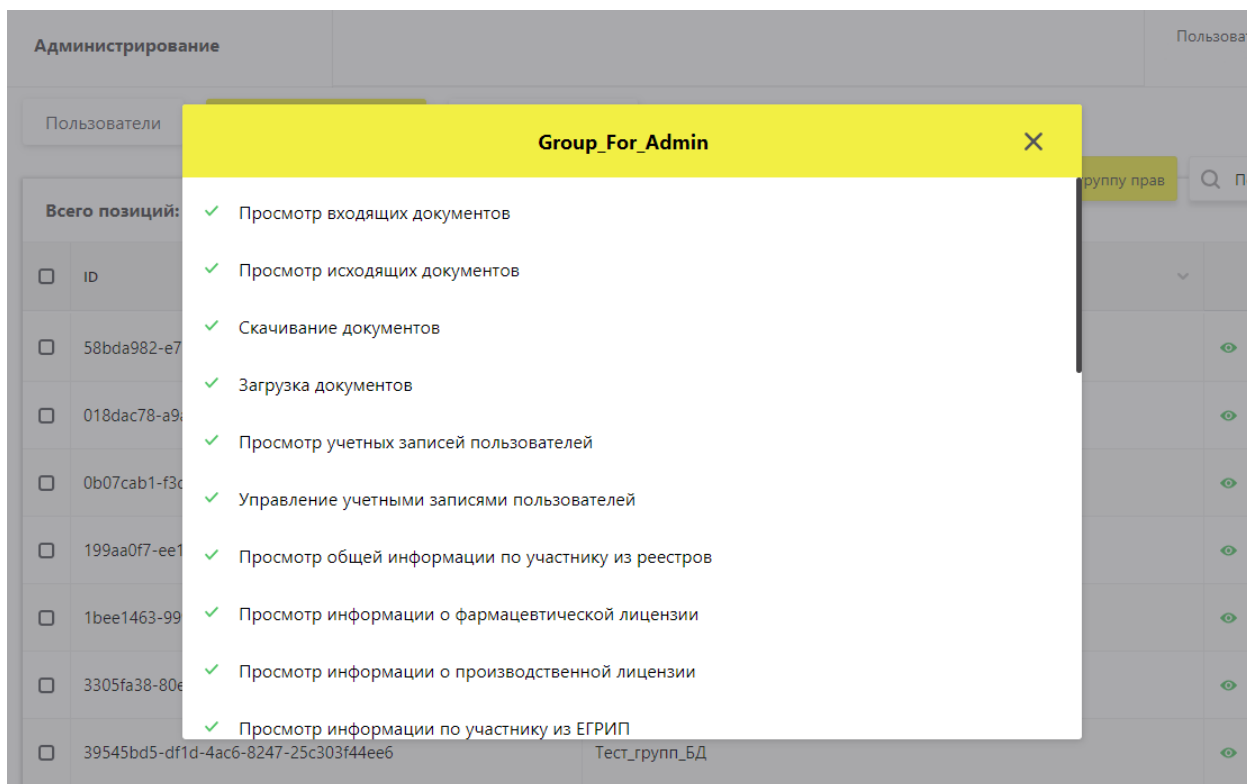 Администрирование
Пользователи
Group_For_Admin
группу прав
Всего позиций:
Просмотр входящих документов
ID
Просмотр исходящих документов
Скачивание документов
58bda982-e7
Загрузка документов
018dac78-a9
Просмотр учетных записей пользователей
0b07cab1-f3
Управление учетными записями пользователей
199aa0f7-ee1
Просмотр общей информации по участнику из реестров
1bee1463-99
Просмотр информации о фармацевтической лицензии
3305fa38-80e
Просмотр информации о производственной лицензии
Просмотр информации по участнику из ЕГРИП
39545bd5-df1d-4ac6-8247-25c303f44ee6 Тест_групп_БД